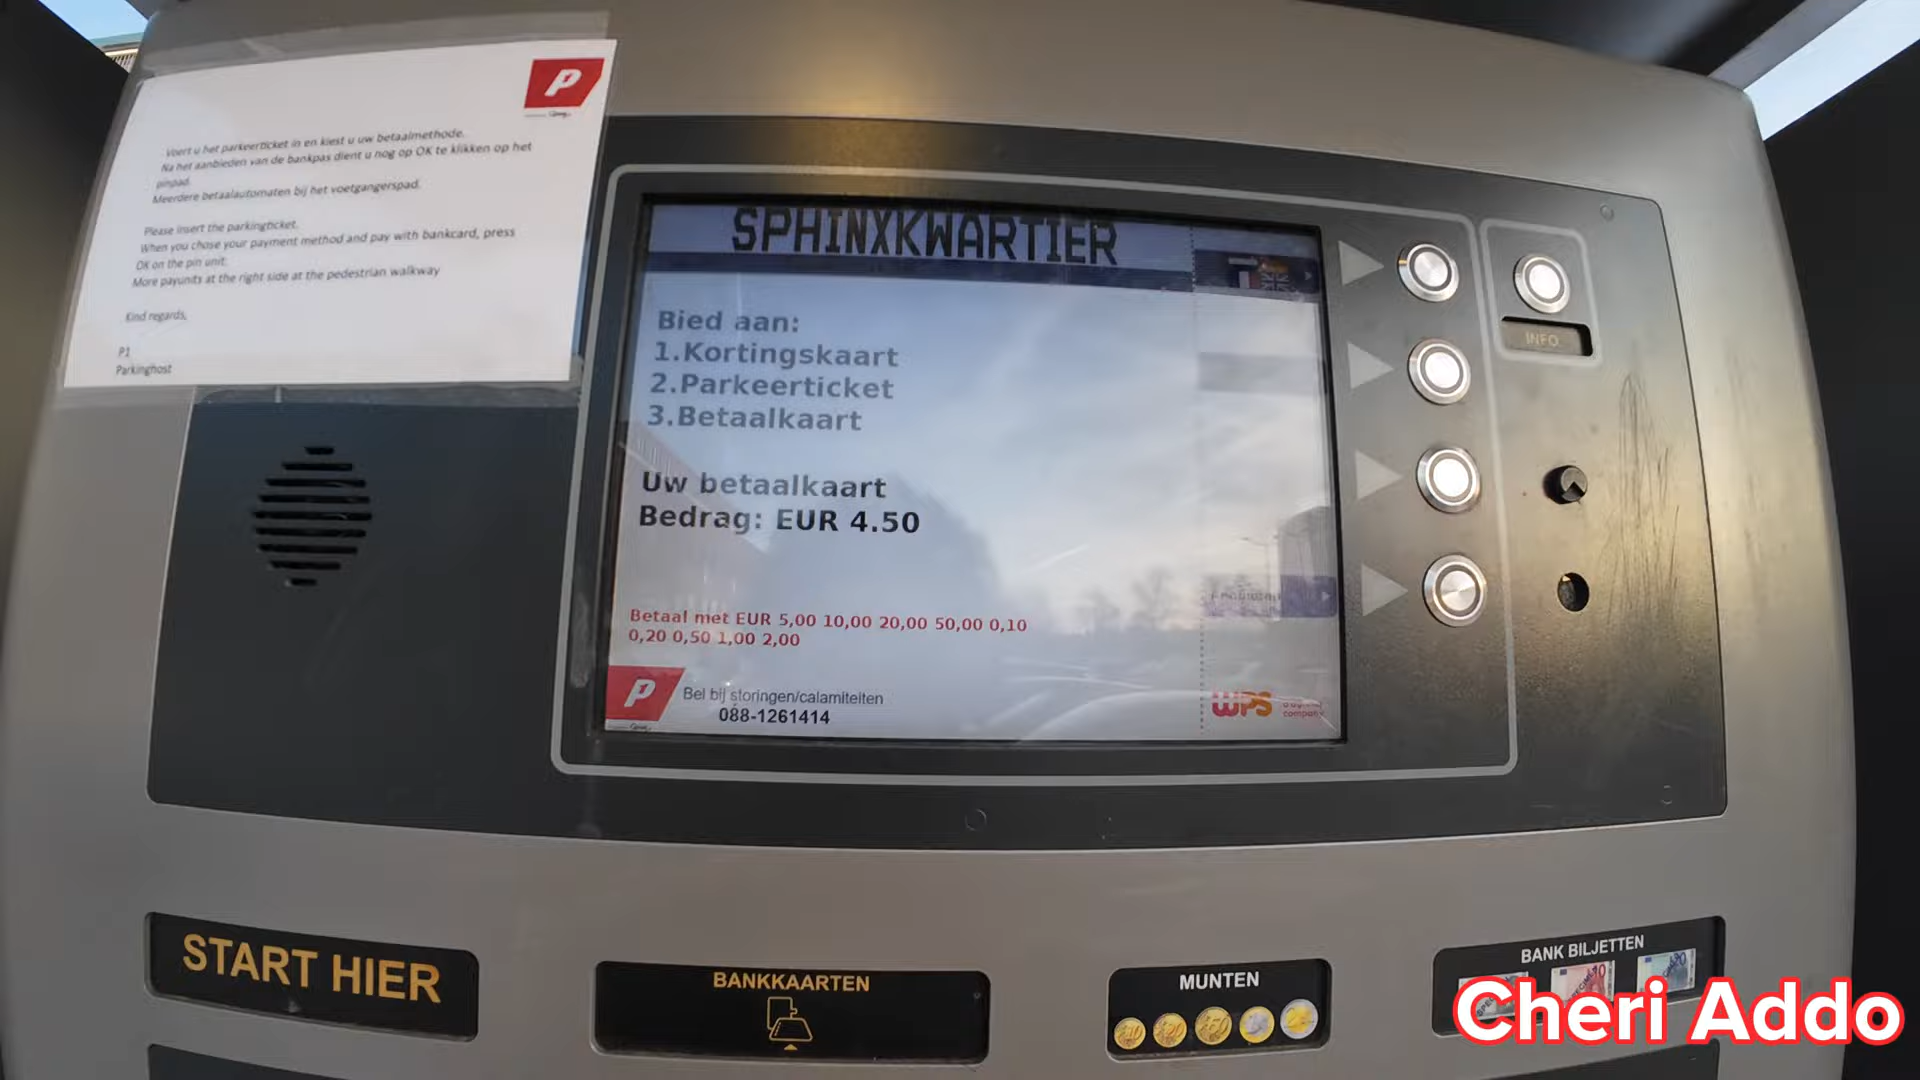 P
Voert u het parkeerticket in en kiest u uw betaalmethode.
Na het aanbieden van de bankpas dient u nog op OK te klikken op het
pinpad.
Meerdere betaalautomaten bij het voetgangerspad.
Please insert the parkingticket.
When you chose your payment method and pay with bankcard, press
OK on the pin unit.
More payunits at the right side at the pedestrian walkway
Kind regards,
P1
Parkinghost
SPHINXKWARTIER
Bied aan:
1.Kortingskaart
2.Parkeerticket
3.Betaalkaart
Uw betaalkaart
Bedrag: EUR 4.50
Betaal met EUR 5,00 10,00 20,00 50,00 0,10
0,20 0,50 1,00 2,00
P
Bel bij storingen/calamiteiten
088-1261414
WPS
company
INFO
START HIER
BANKKAARTEN
MUNTEN
BANK BILJETTEN
Cheri Addo